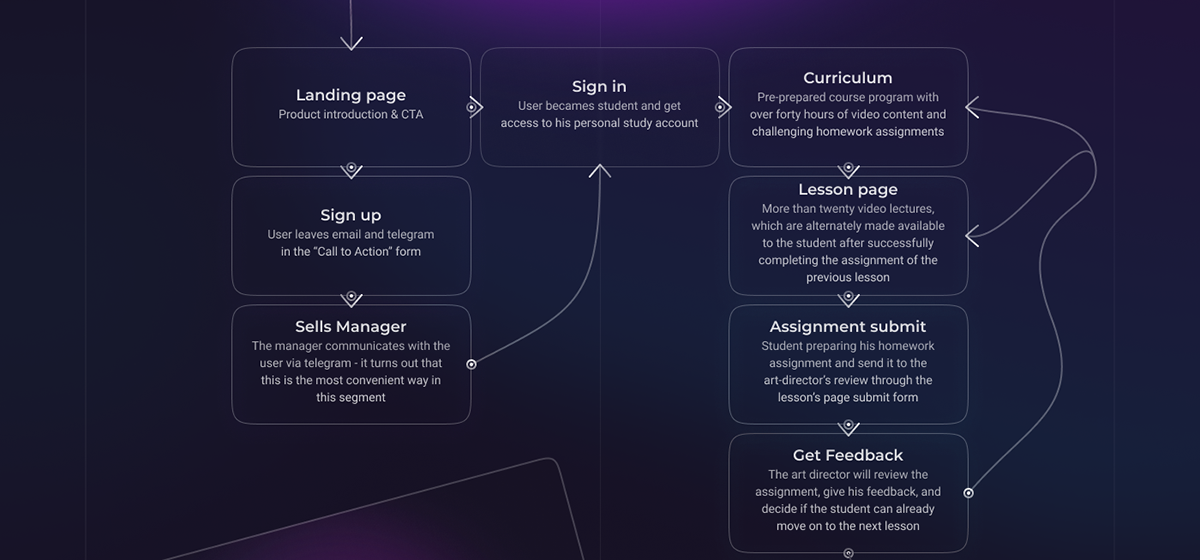 Landing page
Product introduction & CTA
Sign in
User becames student and get
access to his personal study account
Curriculum
Pre-prepared course program with
over forty hours of video content and
challenging homework assignments
Sign up
User leaves email and telegram
in the “Call to Action” form
Lesson page
More than twenty video lectures,
which are alternately made available
to the student after successfully
completing the assignment of the
previous lesson
Sells Manager
The manager communicates with the
user via telegram - it turns out that
this is the most convenient way in
this segment
Assignment submit
Student preparing his homework
assignment and send it to the
art-director’s review through the
lesson’s page submit form
Get Feedback
The art director will review the
assignment, give his feedback, and
decide if the student can already
move on to the next lesson